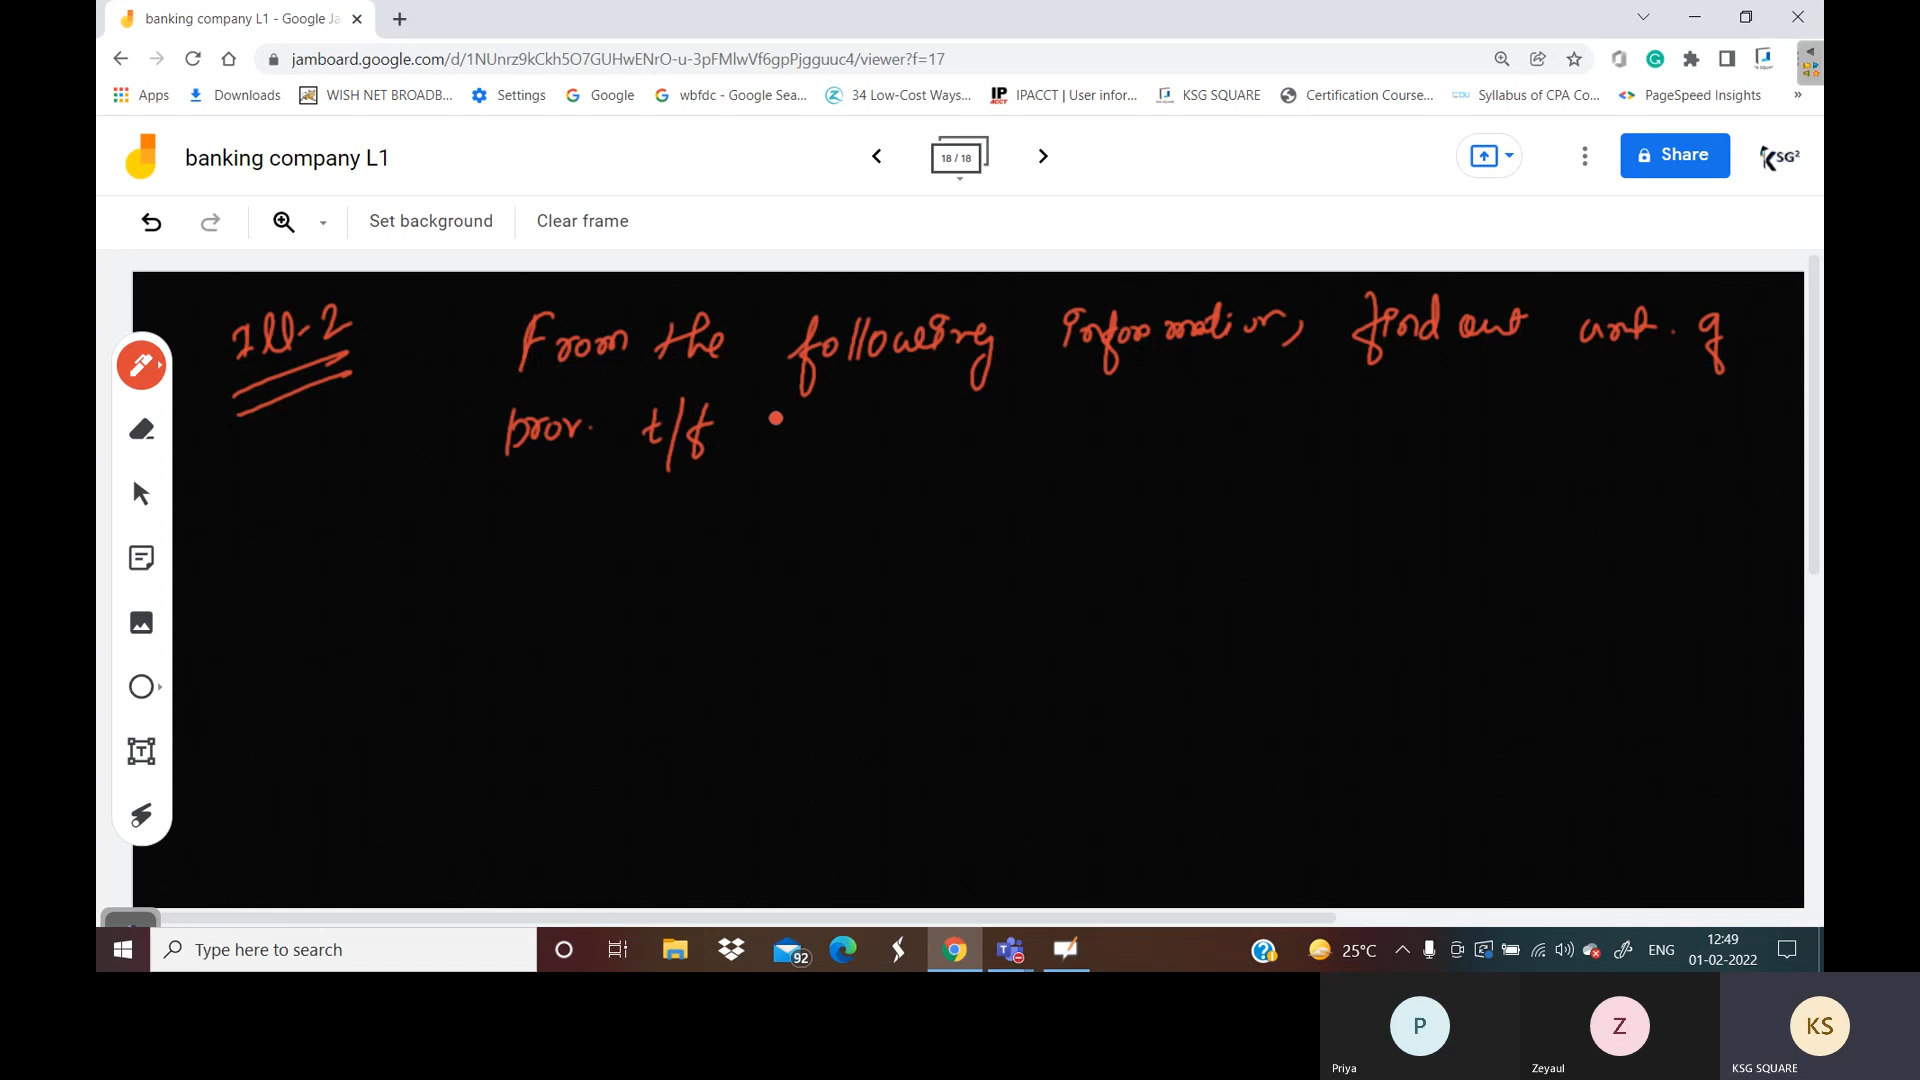 banking company L1 - Google Ja
jamboard.google.com/d/1NUnrz9kCkh5O7GUHwENrO-u-3pFMlwVf6gpPjgguuc4/viewer?f=17
Apps Downloads WISH NET BROADB... Settings Google wbfdc - Google Sea... 34 Low-Cost Ways... IPACCT | User infor... KSG SQUARE Certification Course... Syllabus of CPA Co... PageSpeed Insights »
banking company L1
18 / 18
Share
KSG²
Set background Clear frame
Ill-2 From the following information, find out amt. of
prov. t/f
Type here to search
92
25°C
ENG
12:49
01-02-2022
P Z KS
Priya Zeyaul KSG SQUARE